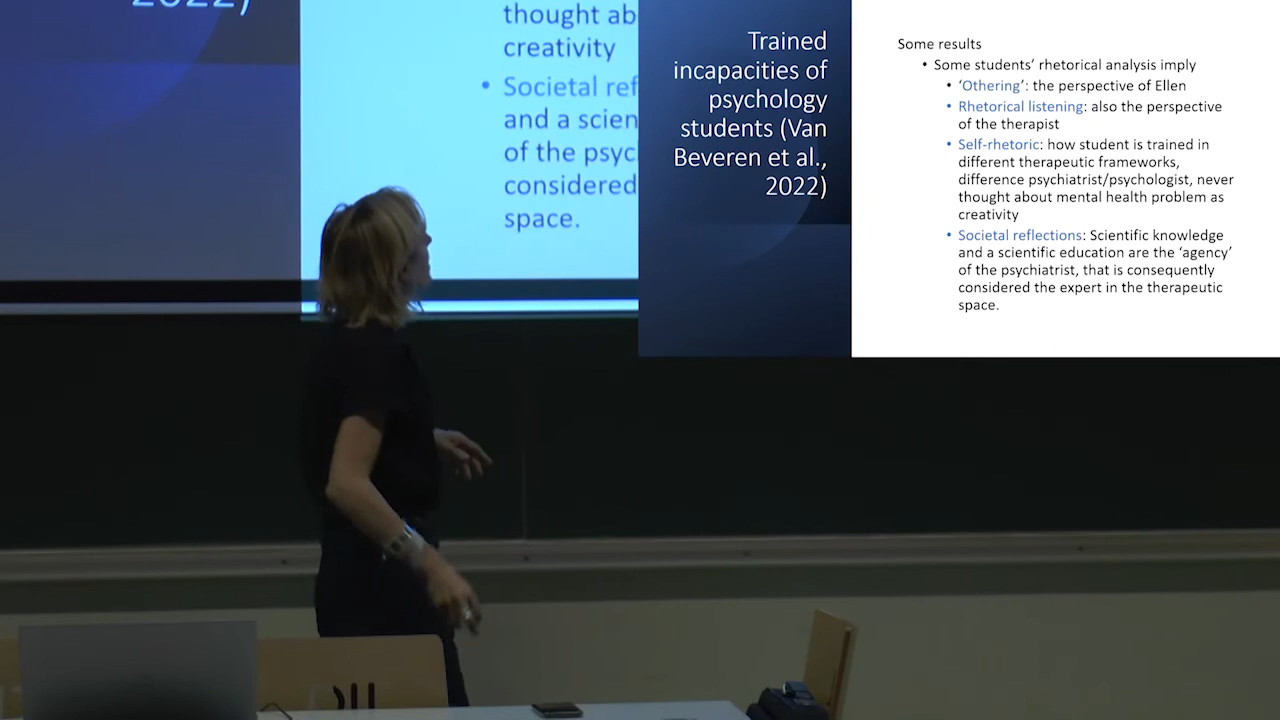 2022)
thought ab
creativity
• Societal ref
and a scien
of the psyc
considered
space.
Trained
incapacities of
psychology
students (Van
Beveren et al.,
2022)
Some results
• Some students’ rhetorical analysis imply
• ‘Othering’: the perspective of Ellen
• Rhetorical listening: also the perspective
of the therapist
• Self-rhetoric: how student is trained in
different therapeutic frameworks,
difference psychiatrist/psychologist, never
thought about mental health problem as
creativity
• Societal reflections: Scientific knowledge
and a scientific education are the ‘agency’
of the psychiatrist, that is consequently
considered the expert in the therapeutic
space.